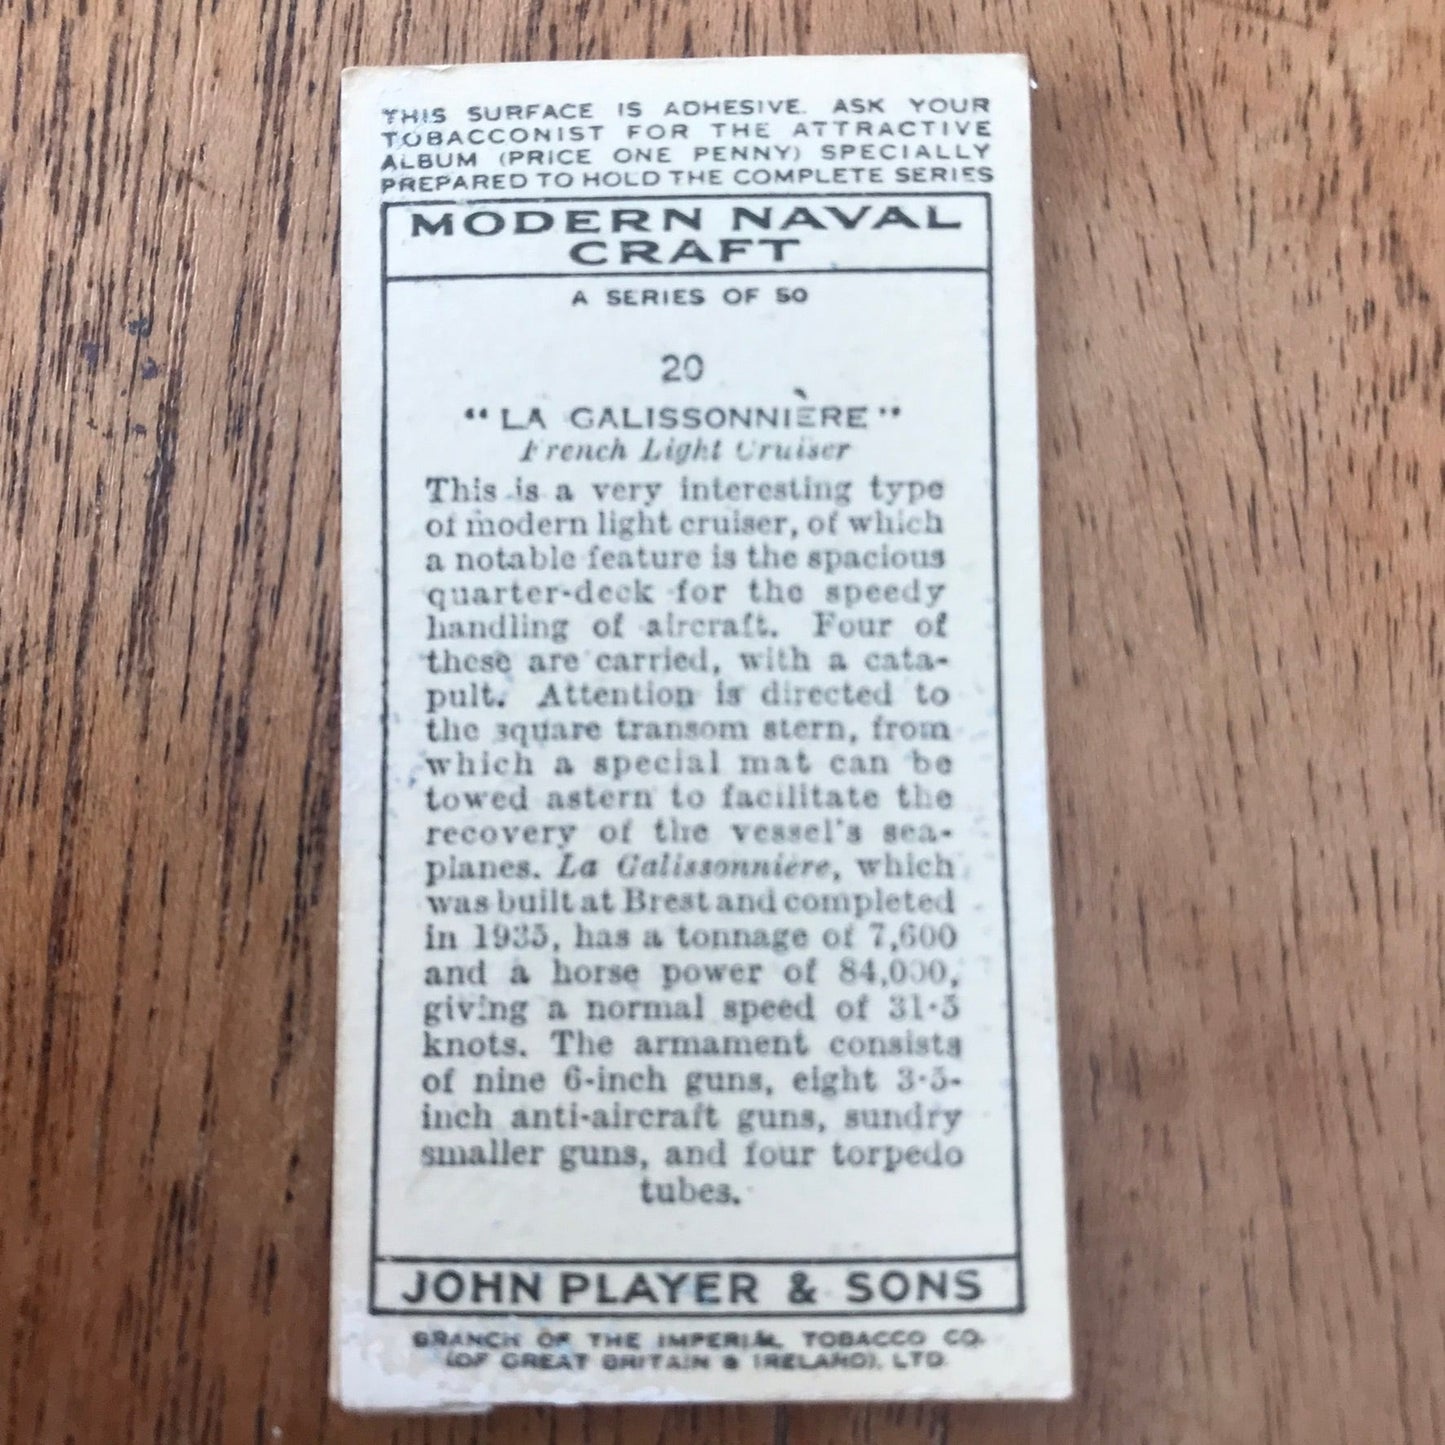 THIS SURFACE IS ADHESIVE. ASK YOUR
TOBACCONIST FOR THE ATTRACTIVE
ALBUM (PRICE ONE PENNY) SPECIALLY
PREPARED TO HOLD THE COMPLETE SERIES
MODERN NAVAL
CRAFT
A SERIES OF 50
20
"LA GALISSONNIÈRE"
French Light Cruiser
This is a very interesting type
of modern light cruiser, of which
a notable feature is the spacious
quarter-deck for the speedy
handling of aircraft. Four of
these are carried, with a cata-
pult. Attention is directed to
the square transom stern, from
which a special mat can be
towed astern to facilitate the
recovery of the vessel's sea-
planes. La Galissonnière, which
was built at Brest and completed
in 1935, has a tonnage of 7,600
and a horse power of 84,000,
giving a normal speed of 31·5
knots. The armament consists
of nine 6-inch guns, eight 3·5-
inch anti-aircraft guns, sundry
smaller guns, and four torpedo
tubes.
JOHN PLAYER & SONS
BRANCH OF THE IMPERIAL TOBACCO CO.
(OF GREAT BRITAIN & IRELAND), LTD.